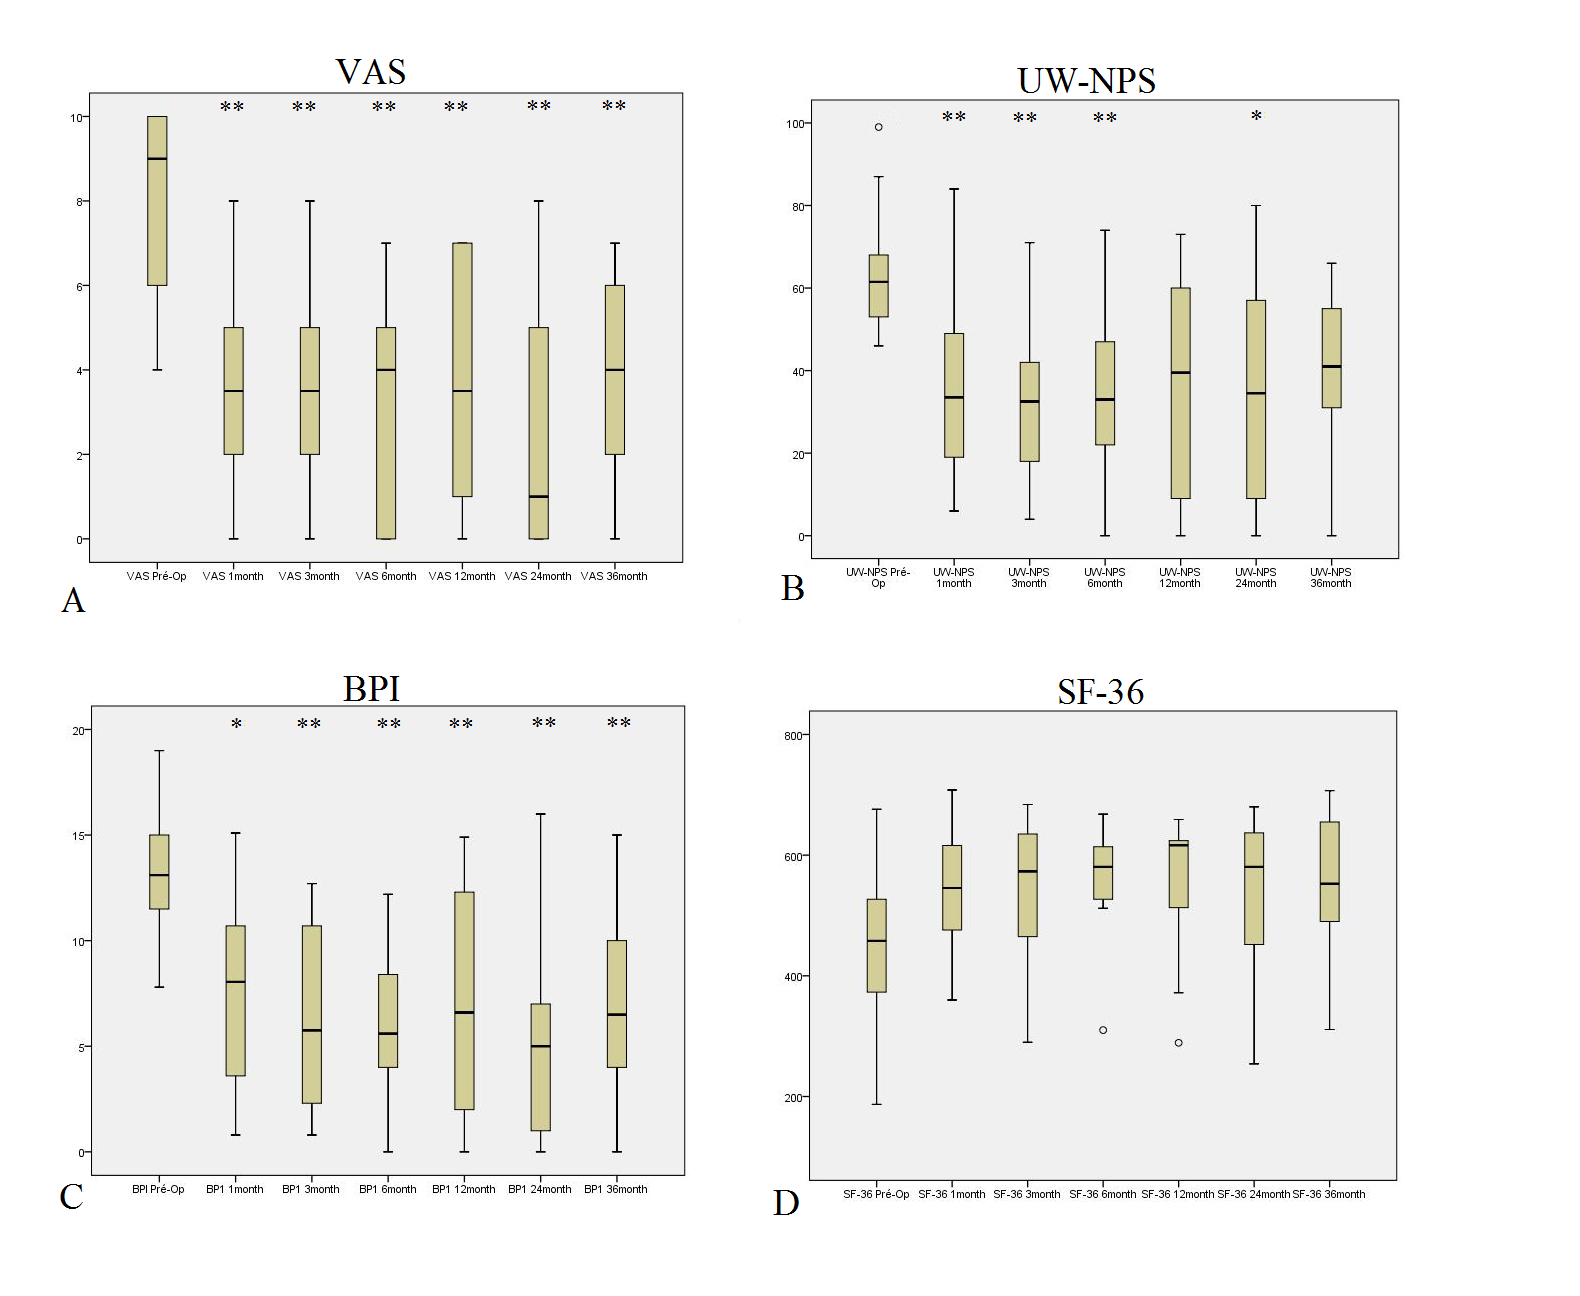 VAS
** ** ** ** ** **
10
8
6
4
2
0
VAS Pré-Op VAS 1month VAS 3month VAS 6month VAS 12month VAS 24month VAS 36month
A
UW-NPS
** ** ** *
100
80
60
40
20
0
UW-NPS Pré- UW-NPS UW-NPS UW-NPS UW-NPS UW-NPS UW-NPS
Op 1month 3month 6month 12month 24month 36month
B
BPI
* ** ** ** ** **
20
15
10
5
0
BPI Pré-Op BP1 1month BP1 3month BP1 6month BP1 12month BP1 24month BP1 36month
C
SF-36
800
600
400
200
SF-36 Pré-Op SF-36 1month SF-36 3month SF-36 6month SF-36 12month SF-36 24month SF-36 36month
D